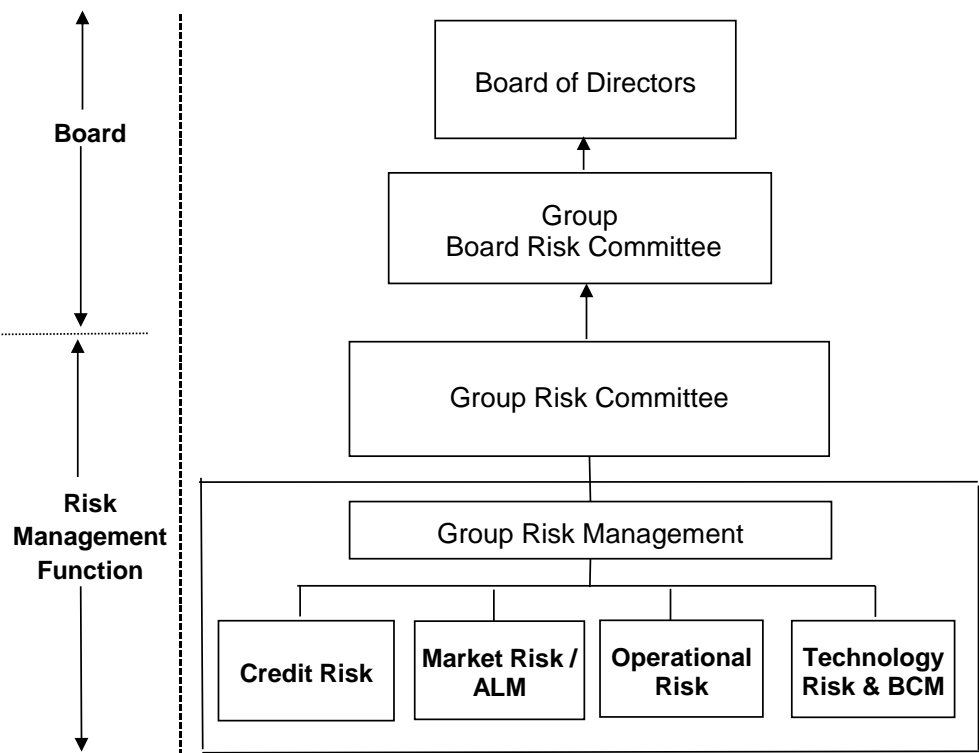 Board of Directors
Board
Group
Board Risk Committee
Group Risk Committee
Risk
Management
Function
Group Risk Management
Credit Risk
Market Risk /
ALM
Operational
Risk
Technology
Risk & BCM